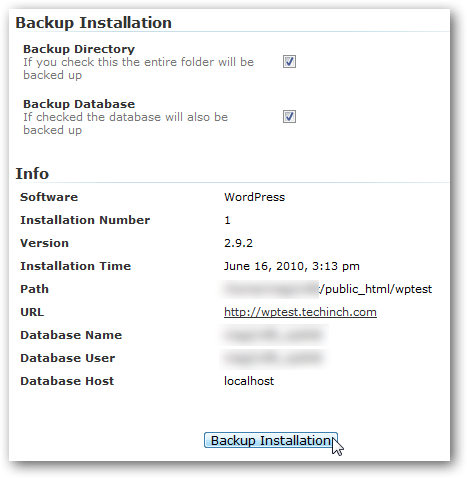 Backup Installation
Backup Directory
If you check this the entire folder will be
backed up
Backup Database
If checked the database will also be
backed up
Info
Software WordPress
Installation Number 1
Version 2.9.2
Installation Time June 16, 2010, 3:13 pm
Path /public_html/wptest
URL http://wptest.techinch.com
Database Name
Database User
Database Host localhost
Backup Installation